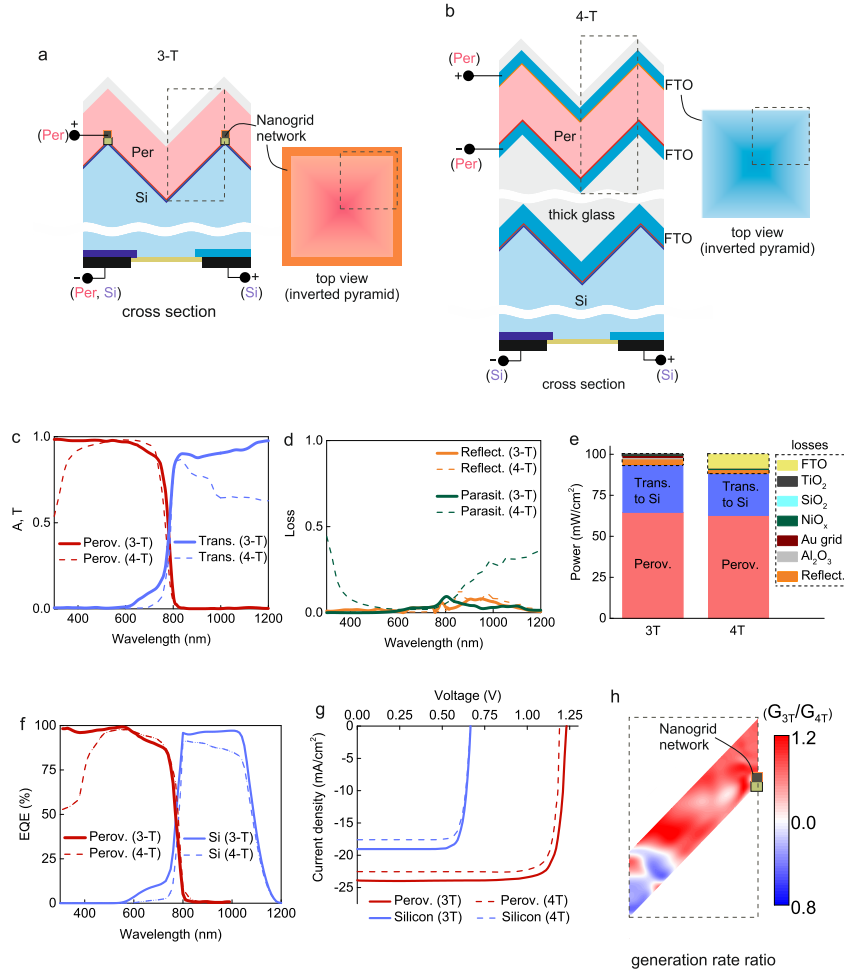 a
3-T
+
(Per)
Nanogrid
network
Per
Si
−
+
(Per, Si)
(Si)
cross section
top view
(inverted pyramid)
b
4-T
(Per)
+
FTO
FTO
Per
−
(Per)
FTO
thick glass
FTO
top view
(inverted pyramid)
Si
−
+
(Si)
(Si)
cross section
c
A, T
1.0
0.5
0.0
Perov. (3-T)
Perov. (4-T)
Trans. (3-T)
Trans. (4-T)
400 600 800 1000 1200
Wavelength (nm)
d
Loss
1.0
0.5
0.0
Reflect. (3-T)
Reflect. (4-T)
Parasit. (3-T)
Parasit. (4-T)
400 600 800 1000 1200
Wavelength (nm)
e
Power (mW/cm²)
100
75
50
25
0
Trans.
to Si
Trans.
to Si
Perov.
Perov.
3T 4T
losses
FTO
TiO₂
SiO₂
NiOₓ
Au grid
Al₂O₃
Reflect.
f
EQE (%)
100
75
50
25
0
Perov. (3-T)
Perov. (4-T)
Si (3-T)
Si (4-T)
400 600 800 1000 1200
Wavelength (nm)
g
Voltage (V)
0.00 0.25 0.50 0.75 1.00 1.25
Current density (mA/cm²)
0
-5
-10
-15
-20
-25
Perov. (3T)
Perov. (4T)
Silicon (3T)
Silicon (4T)
h
(G₃T/G₄T)
Nanogrid
network
1.2
0.0
0.8
generation rate ratio